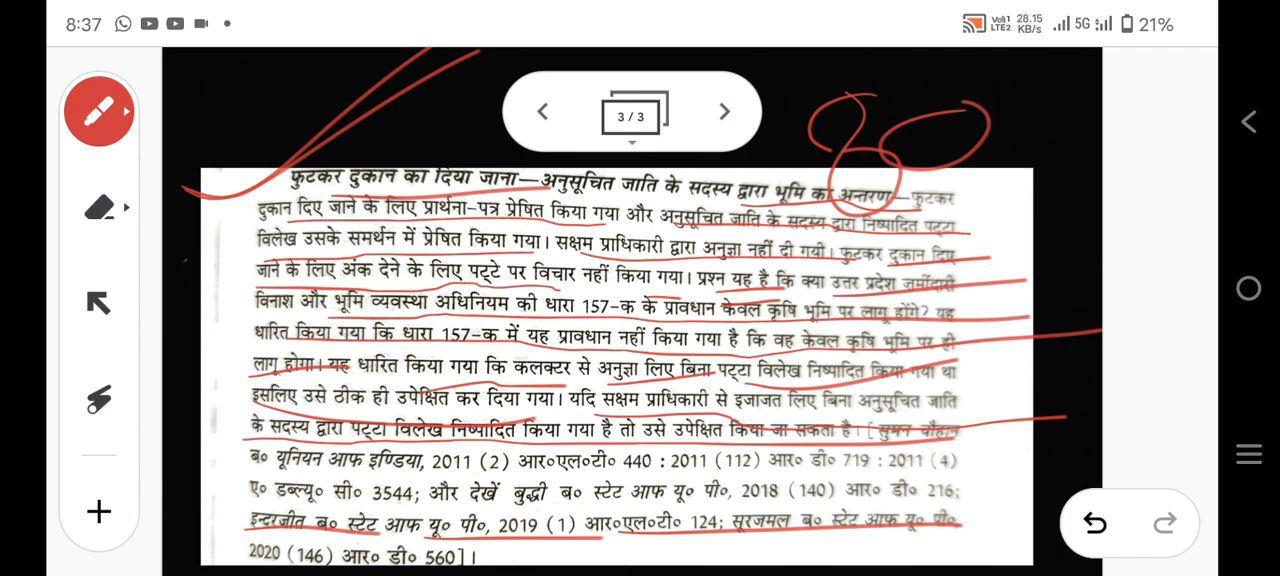 8:37
Vo)) 1 LTE2 28.15 KB/s 5G 21%
3 / 3
80
फुटकर दुकान का दिया जाना—अनुसूचित जाति के सदस्य द्वारा भूमि का अन्तरण—फुटकर
दुकान दिए जाने के लिए प्रार्थना-पत्र प्रेषित किया गया और अनुसूचित जाति के सदस्य द्वारा निष्पादित पट्टा
विलेख उसके समर्थन में प्रेषित किया गया। सक्षम प्राधिकारी द्वारा अनुज्ञा नहीं दी गयी। फुटकर दुकान दिए
जाने के लिए अंक देने के लिए पट्टे पर विचार नहीं किया गया। प्रश्न यह है कि क्या उत्तर प्रदेश जमींदारी
विनाश और भूमि व्यवस्था अधिनियम की धारा 157-क के प्रावधान केवल कृषि भूमि पर लागू होंगे? यह
धारित किया गया कि धारा 157-क में यह प्रावधान नहीं किया गया है कि वह केवल कृषि भूमि पर ही
लागू होगा। यह धारित किया गया कि कलक्टर से अनुज्ञा लिए बिना पट्टा विलेख निष्पादित किया गया था
इसलिए उसे ठीक ही उपेक्षित कर दिया गया। यदि सक्षम प्राधिकारी से इजाजत लिए बिना अनुसूचित जाति
के सदस्य द्वारा पट्टा विलेख निष्पादित किया गया है तो उसे उपेक्षित किया जा सकता है। [ सुमन चौहान
ब० यूनियन आफ इण्डिया, 2011 (2) आर०एल०टी० 440 : 2011 (112) आर० डी० 719 : 2011 (4)
ए० डब्ल्यू० सी० 3544; और देखें बुद्धी ब० स्टेट आफ यू० पी०, 2018 (140) आर० डी० 216;
इन्दरजीत ब० स्टेट आफ यू० पी०, 2019 (1) आर०एल०टी० 124; सूरजमल ब० स्टेट आफ यू० पी०,
2020 (146) आर० डी० 560] ।